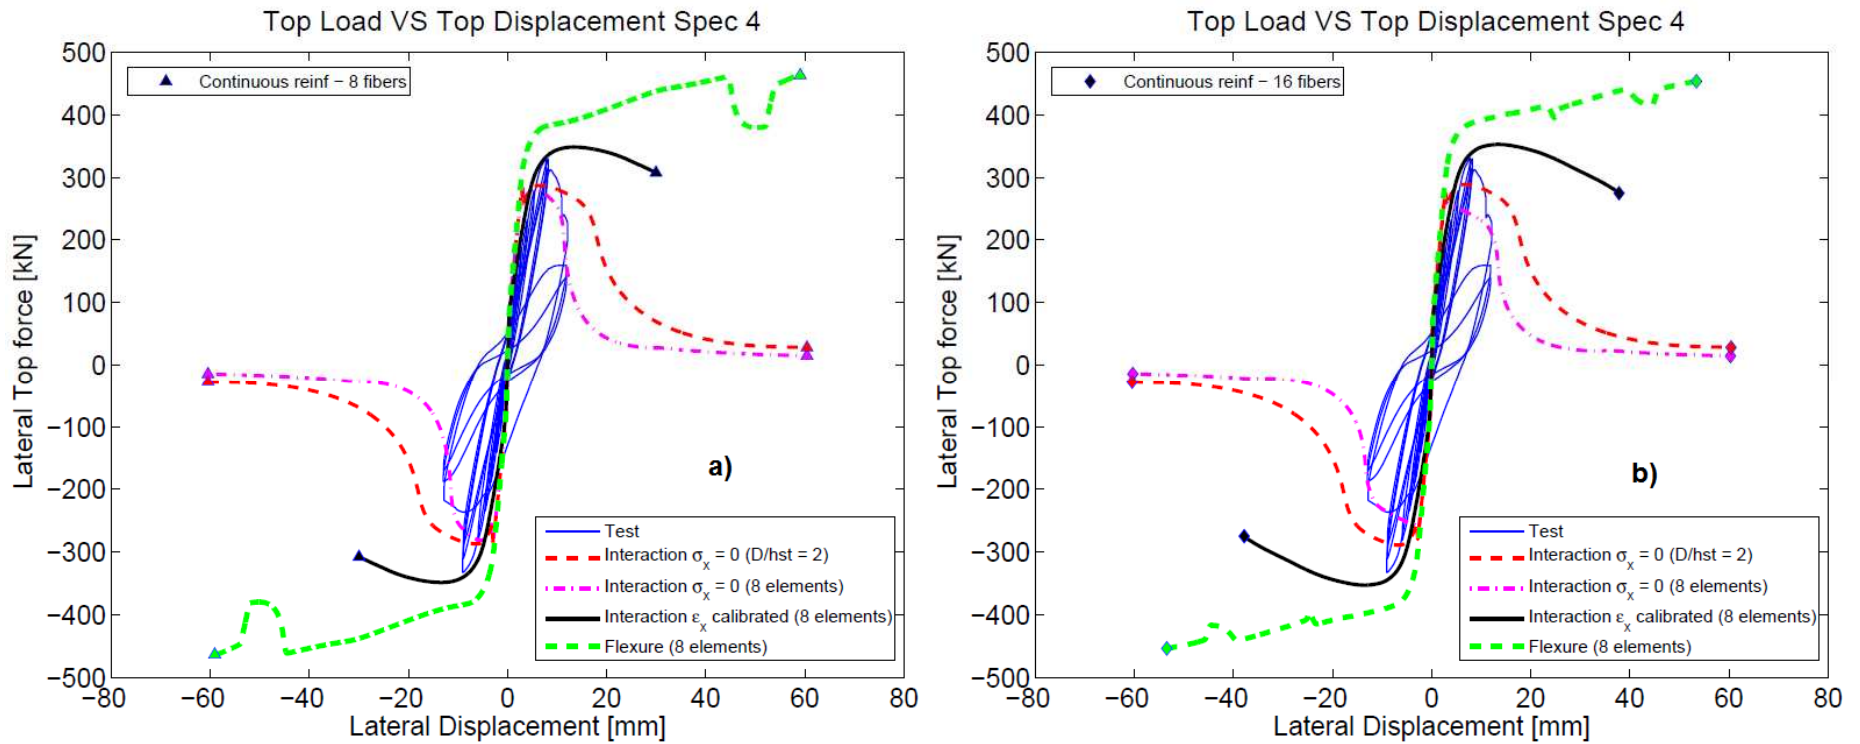 Top Load VS Top Displacement Spec 4
500
400
300
200
100
0
−100
−200
−300
−400
−500
−80
−60
−40
−20
0
20
40
60
80
Lateral Top force [kN]
Lateral Displacement [mm]
Continuous reinf − 8 fibers
a)
Test
Interaction σx = 0 (D/hst = 2)
Interaction σx = 0 (8 elements)
Interaction εx calibrated (8 elements)
Flexure (8 elements)
Top Load VS Top Displacement Spec 4
500
400
300
200
100
0
−100
−200
−300
−400
−500
−80
−60
−40
−20
0
20
40
60
80
Lateral Top force [kN]
Lateral Displacement [mm]
Continuous reinf − 16 fibers
b)
Test
Interaction σx = 0 (D/hst = 2)
Interaction σx = 0 (8 elements)
Interaction εx calibrated (8 elements)
Flexure (8 elements)